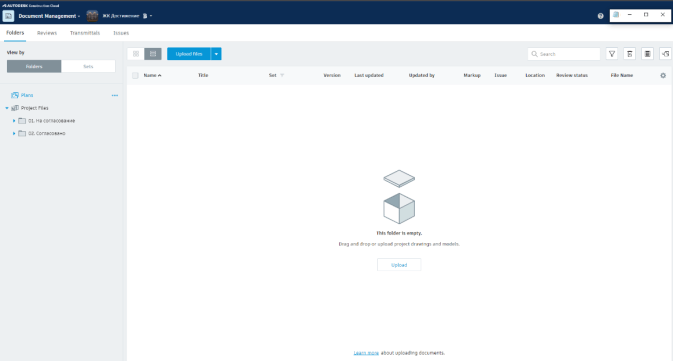 AUTODESK Construction Cloud
Document Management
ЖК Достижение
Folders Reviews Transmittals Issues
View by
Folders Sets
Upload files
Search
Name Title Set Version Last updated Updated by Markup Issue Location Review status File Name
Plans
Project Files
01. На согласование
02. Согласовано
This folder is empty.
Drag and drop or upload project drawings and models.
Upload
Learn more about uploading documents.